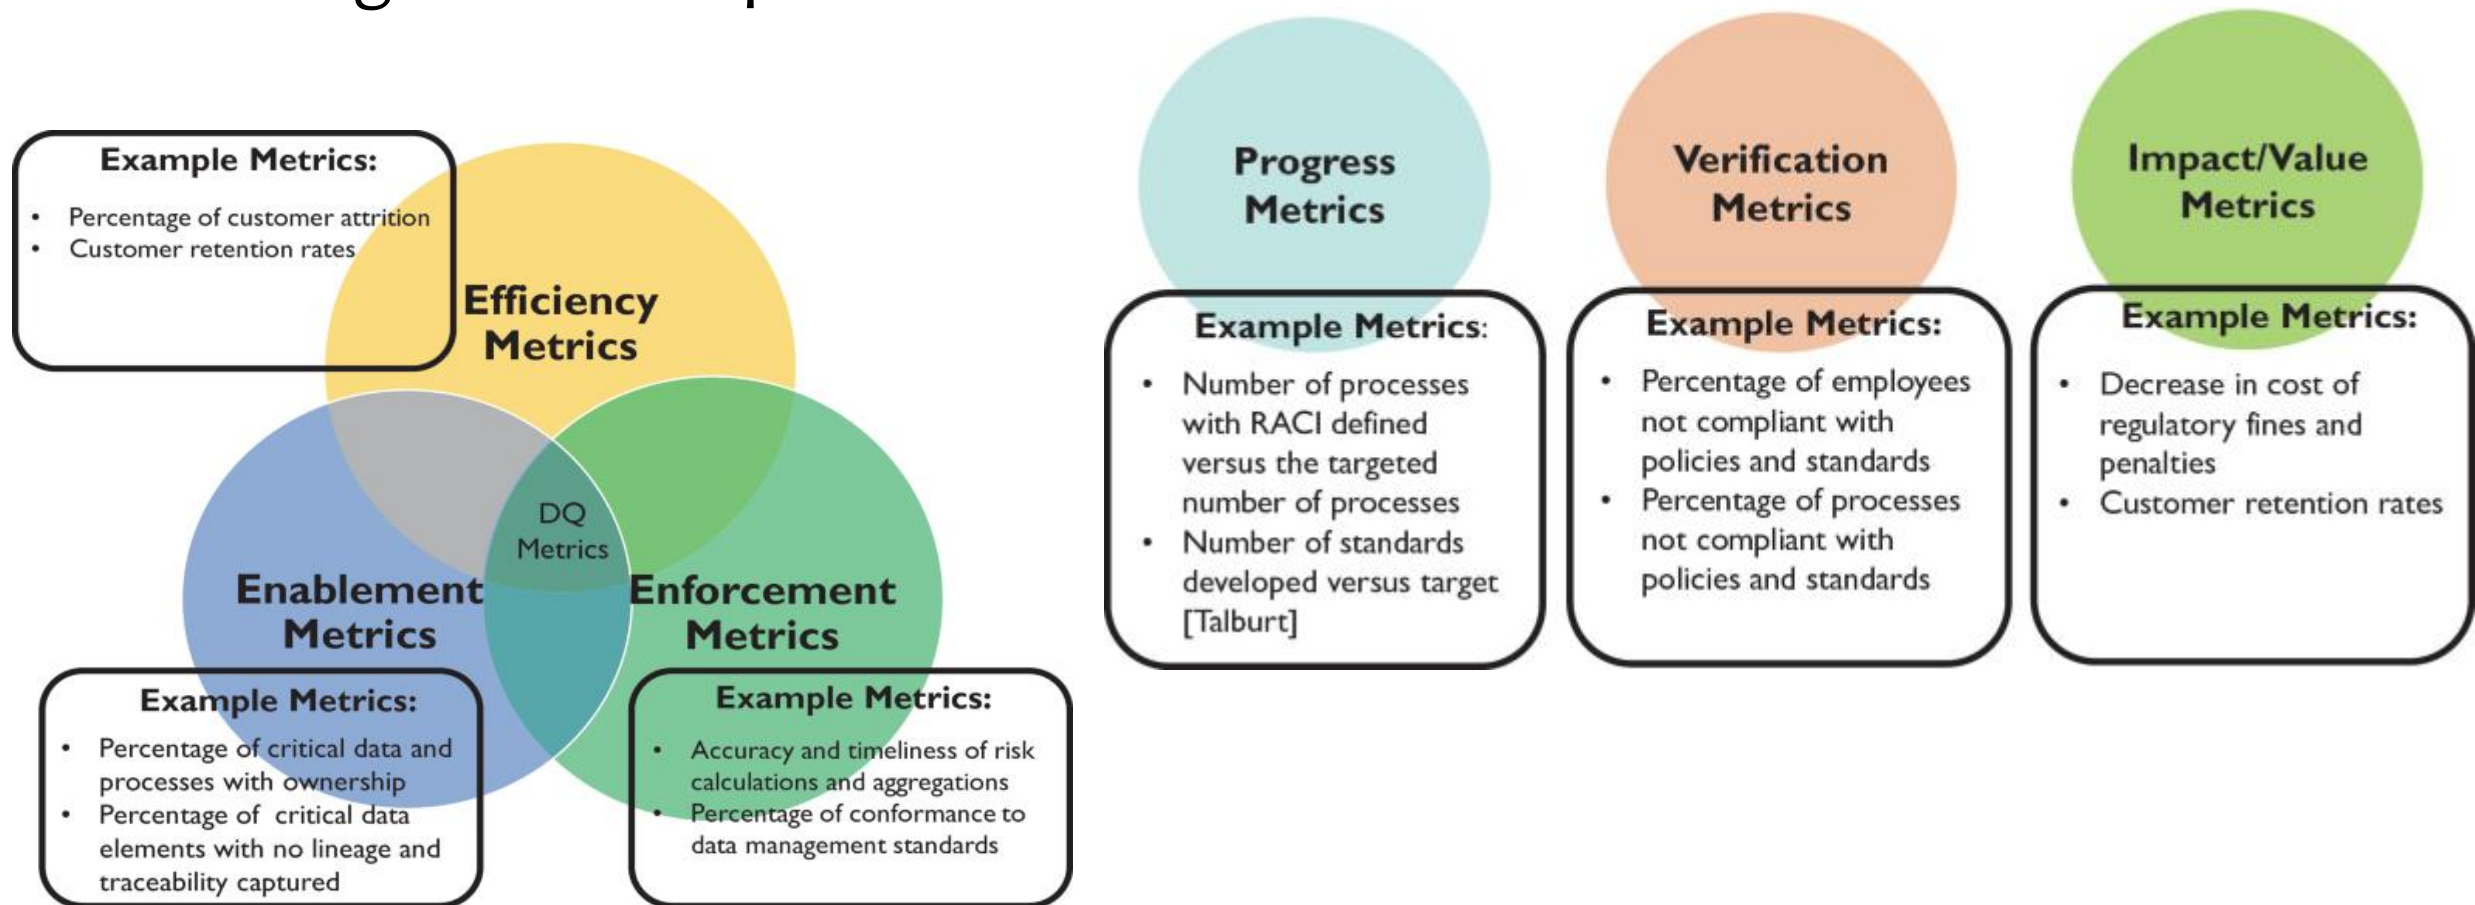 Example Metrics:
• Percentage of customer attrition
• Customer retention rates
Efficiency
Metrics
DQ
Metrics
Enablement
Metrics
Enforcement
Metrics
Example Metrics:
• Percentage of critical data and
processes with ownership
• Percentage of critical data
elements with no lineage and
traceability captured
Example Metrics:
• Accuracy and timeliness of risk
calculations and aggregations
• Percentage of conformance to
data management standards
Progress
Metrics
Example Metrics:
• Number of processes
with RACI defined
versus the targeted
number of processes
• Number of standards
developed versus target
[Talburt]
Verification
Metrics
Example Metrics:
• Percentage of employees
not compliant with
policies and standards
• Percentage of processes
not compliant with
policies and standards
Impact/Value
Metrics
Example Metrics:
• Decrease in cost of
regulatory fines and
penalties
• Customer retention rates